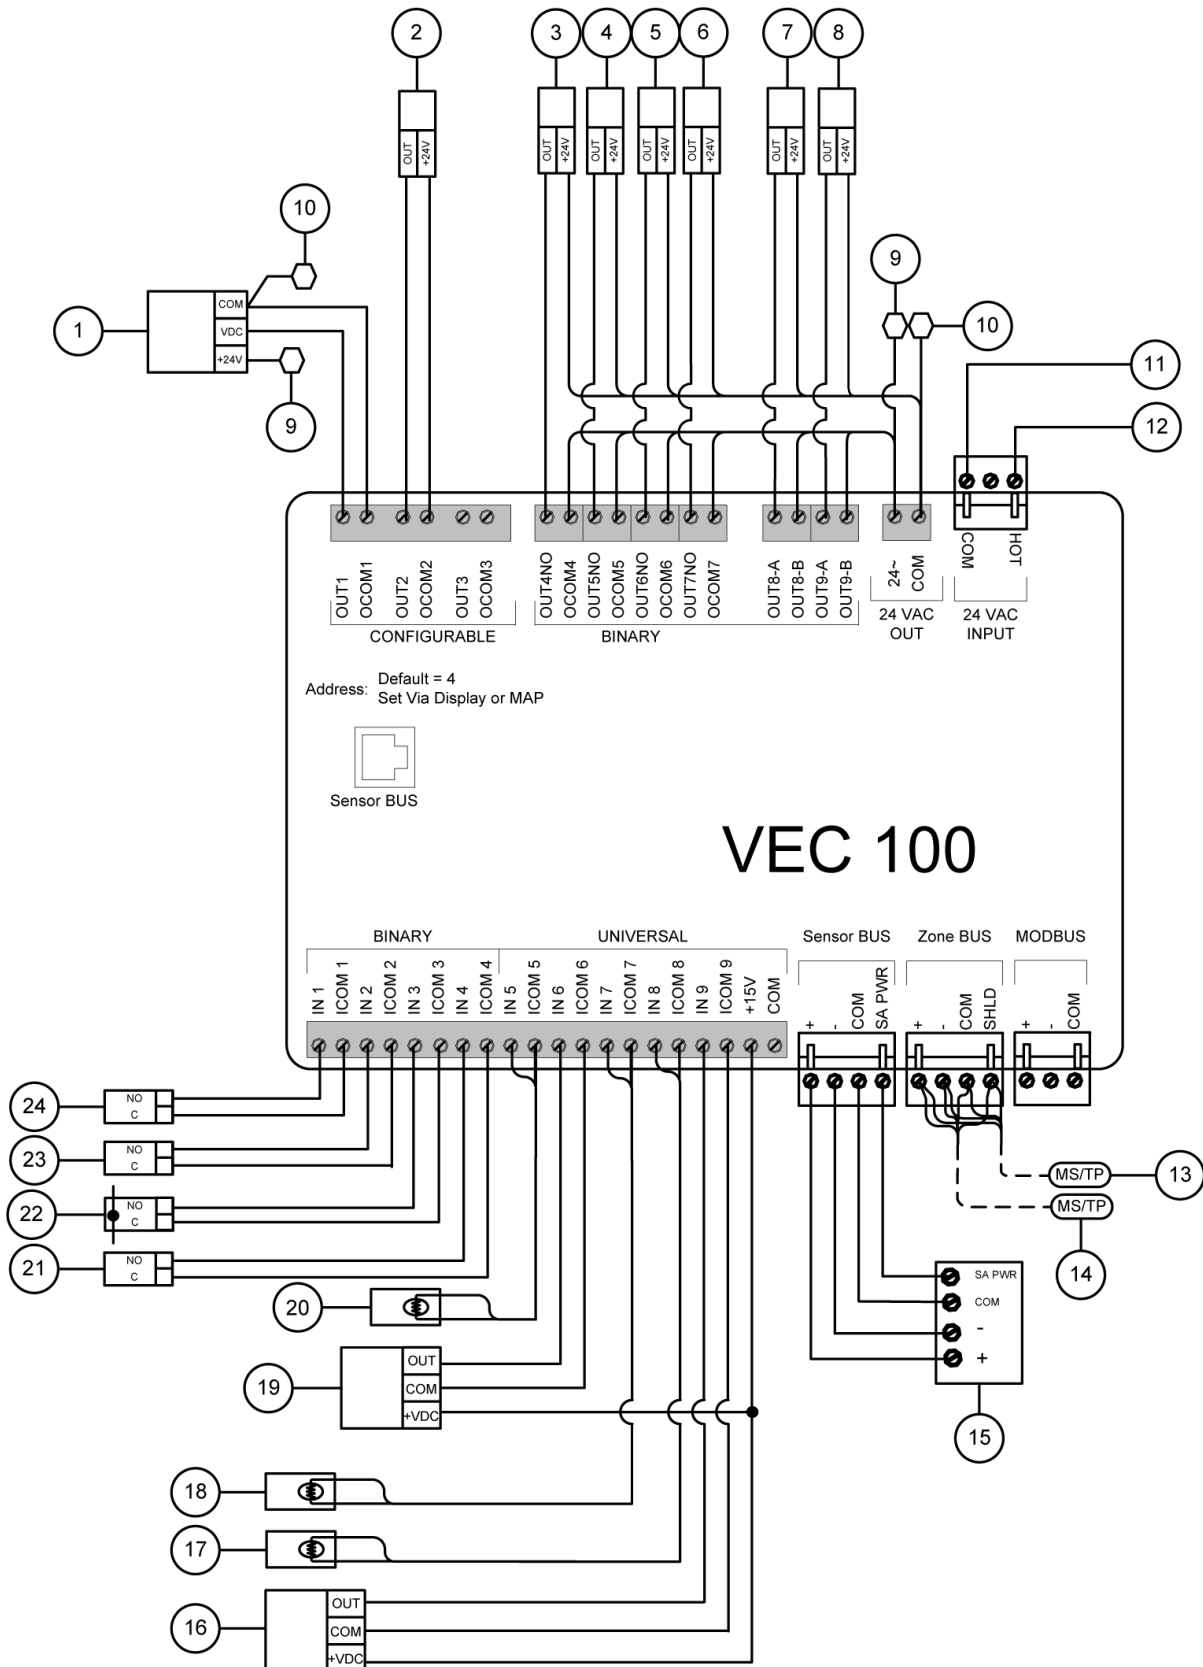 2 3 4 5 6 7 8
OUT +24V OUT +24V OUT +24V OUT +24V OUT +24V OUT +24V OUT +24V
10
9
10
1
COM
VDC
+24V
9
11
12
OUT1 OCOM1 OUT2 OCOM2 OUT3 OCOM3
CONFIGURABLE
OUT4NO OCOM4 OUT5NO OCOM5 OUT6NO OCOM6 OUT7NO OCOM7 OUT8-A OUT8-B OUT9-A OUT9-B
BINARY
24~ COM
24 VAC
OUT
COM HOT
24 VAC
INPUT
Address:
Default = 4
Set Via Display or MAP
Sensor BUS
VEC 100
BINARY UNIVERSAL
IN 1 ICOM 1 IN 2 ICOM 2 IN 3 ICOM 3 IN 4 ICOM 4 IN 5 ICOM 5 IN 6 ICOM 6 IN 7 ICOM 7 IN 8 ICOM 8 IN 9 ICOM 9 +15V COM
Sensor BUS Zone BUS MODBUS
+ - COM SA PWR
+ - COM SHLD
+ - COM
24
NO
C
23
NO
C
22
NO
C
21
NO
C
MS/TP 13
MS/TP
14
20
SA PWR
COM
-
+
15
19
OUT
COM
+VDC
18
17
16
OUT
COM
+VDC